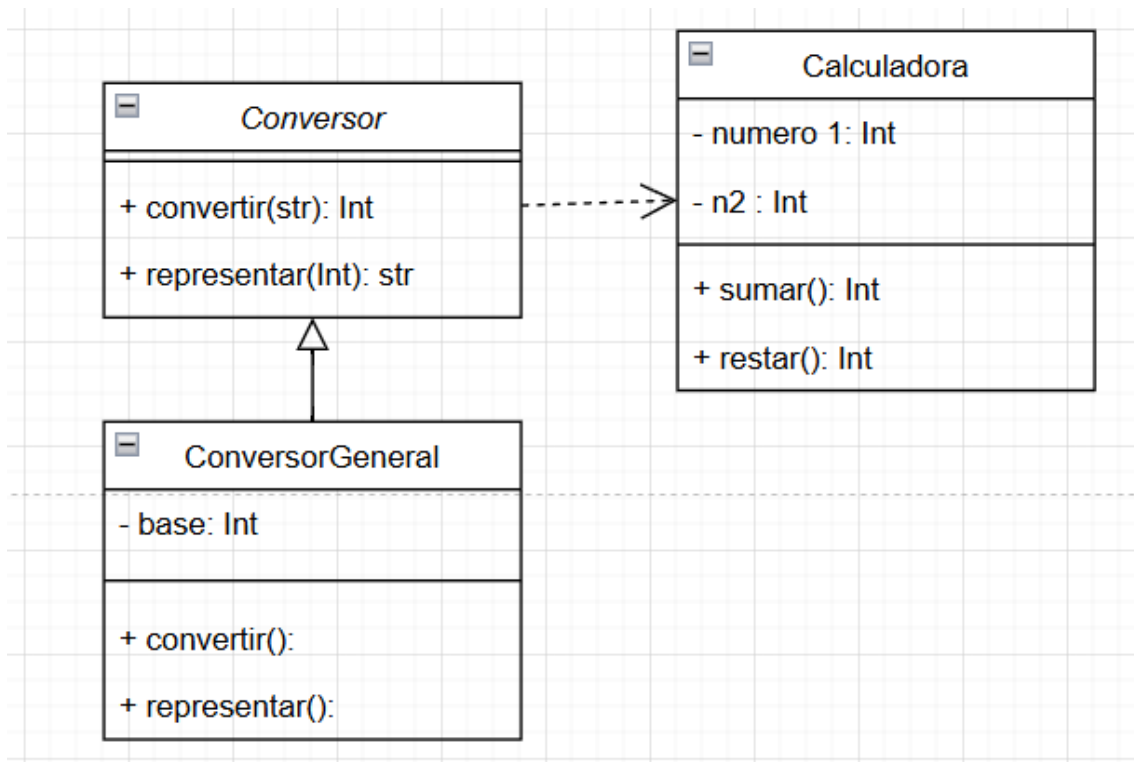 Conversor
+ convertir(str): Int
+ representar(Int): str
Calculadora
- numero 1: Int
- n2 : Int
+ sumar(): Int
+ restar(): Int
ConversorGeneral
- base: Int
+ convertir():
+ representar():